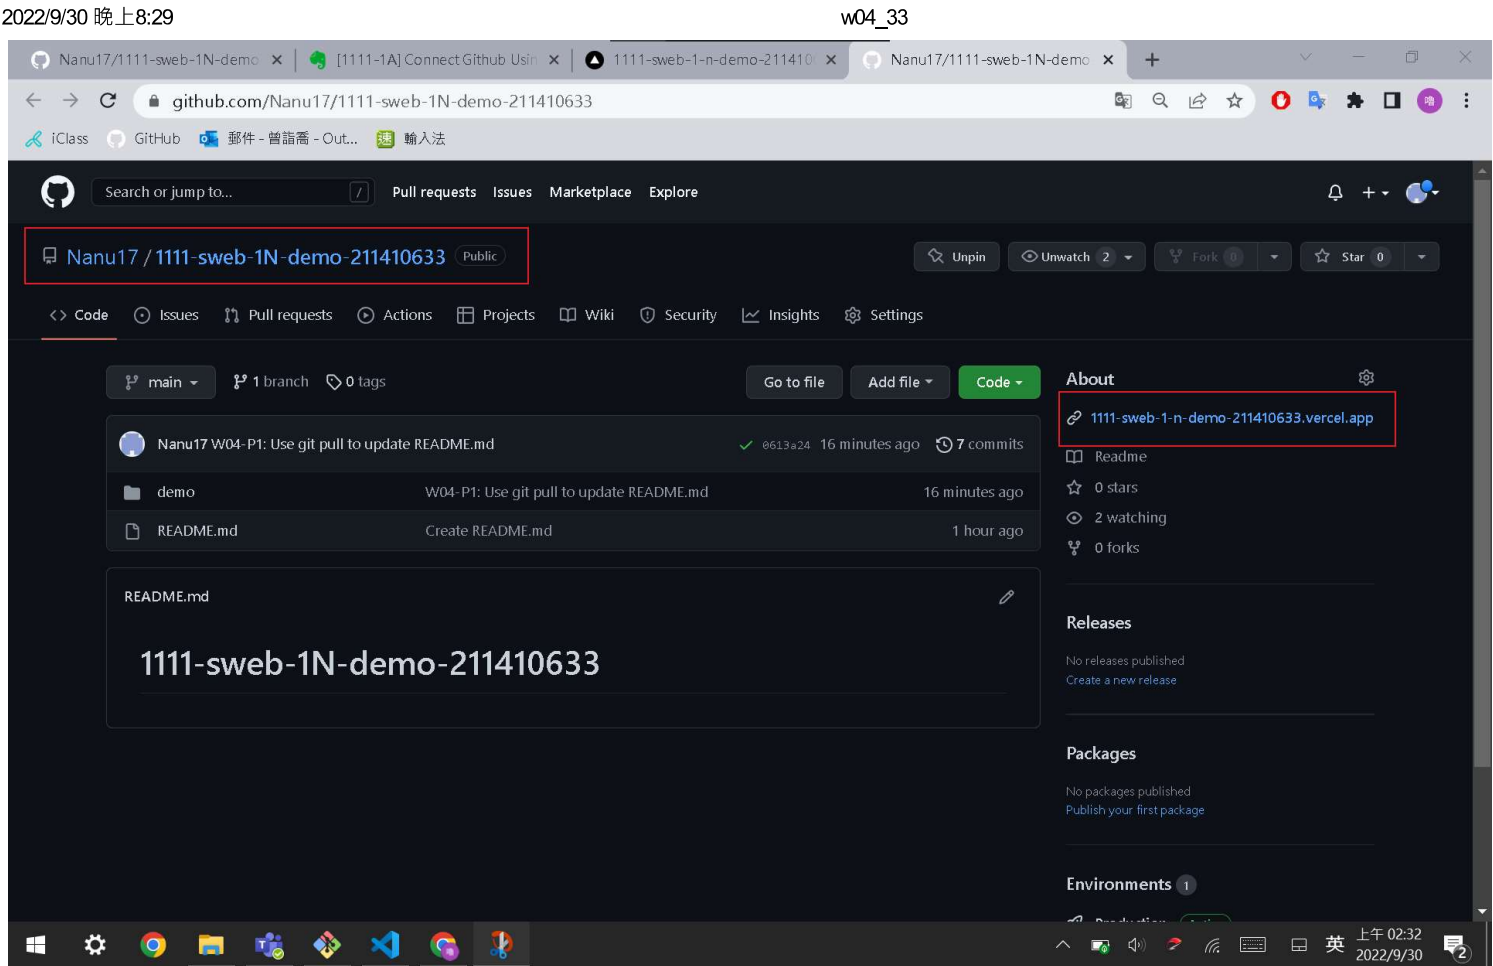 2022/9/30 晚上8:29
w04_33
Nanu17/1111-sweb-1N-demo
[1111-1A] Connect Github Usin
1111-sweb-1-n-demo-211410
Nanu17/1111-sweb-1N-demo
github.com/Nanu17/1111-sweb-1N-demo-211410633
iClass
GitHub
郵件 - 曾詣喬 - Out...
速 輸入法
Search or jump to... /
Pull requests Issues Marketplace Explore
Nanu17 / 1111-sweb-1N-demo-211410633 Public
Unpin
Unwatch 2
Fork 0
Star 0
Code Issues Pull requests Actions Projects Wiki Security Insights Settings
main 1 branch 0 tags
Go to file Add file Code
Nanu17 W04-P1: Use git pull to update README.md 0613a24 16 minutes ago 7 commits
demo W04-P1: Use git pull to update README.md 16 minutes ago
README.md Create README.md 1 hour ago
README.md
1111-sweb-1N-demo-211410633
About
1111-sweb-1-n-demo-211410633.vercel.app
Readme
0 stars
2 watching
0 forks
Releases
No releases published
Create a new release
Packages
No packages published
Publish your first package
Environments 1
英
上午 02:32
2022/9/30
2